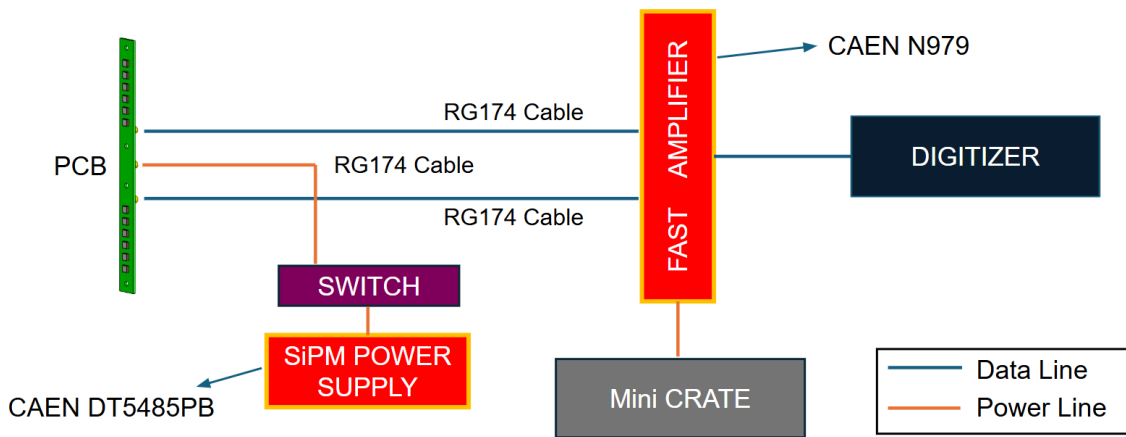 CAEN N979
RG174 Cable
FAST AMPLIFIER
DIGITIZER
PCB
RG174 Cable
RG174 Cable
SWITCH
SiPM POWER
SUPPLY
CAEN DT5485PB
Mini CRATE
Data Line
Power Line